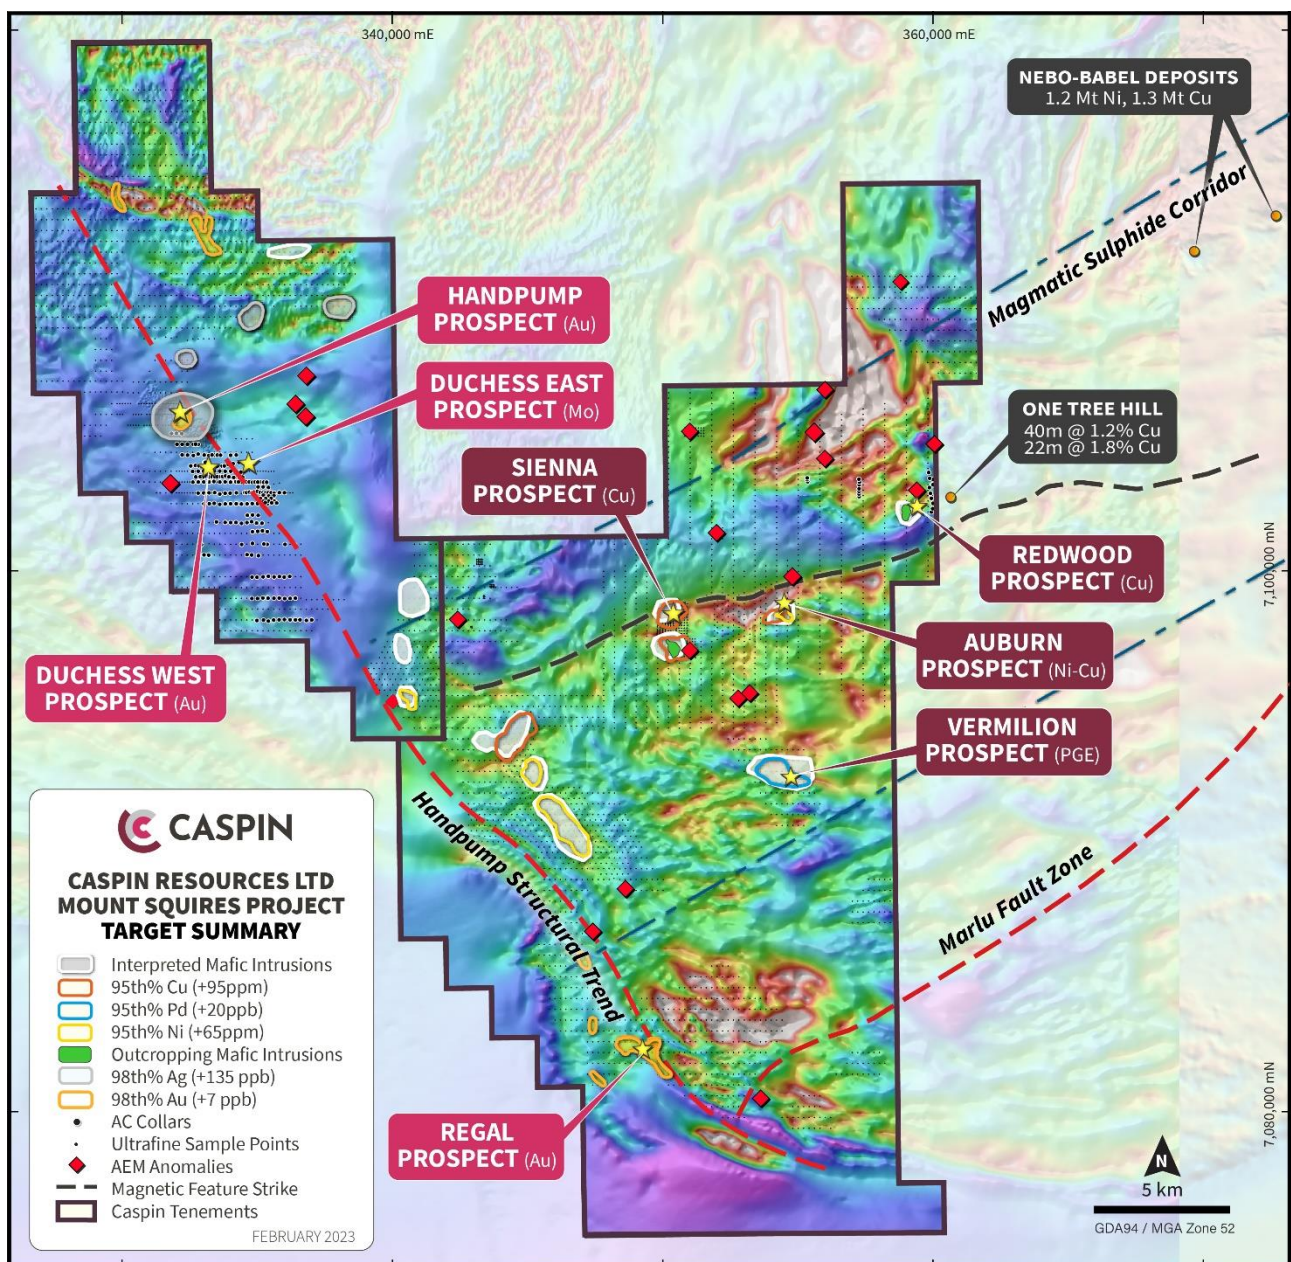 340,000 mE
360,000 mE
NEBO-BABEL DEPOSITS
1.2 Mt Ni, 1.3 Mt Cu
Magmatic Sulphide Corridor
HANDPUMP
PROSPECT (Au)
DUCHESS EAST
PROSPECT (Mo)
ONE TREE HILL
40m @ 1.2% Cu
22m @ 1.8% Cu
SIENNA
PROSPECT (Cu)
REDWOOD
PROSPECT (Cu)
7,100,000 mN
AUBURN
PROSPECT (Ni-Cu)
DUCHESS WEST
PROSPECT (Au)
VERMILION
PROSPECT (PGE)
Handpump Structural Trend
Marlu Fault Zone
CASPIN
CASPIN RESOURCES LTD
MOUNT SQUIRES PROJECT
TARGET SUMMARY
Interpreted Mafic Intrusions
95th% Cu (+95ppm)
95th% Pd (+20ppb)
95th% Ni (+65ppm)
Outcropping Mafic Intrusions
98th% Ag (+135 ppb)
98th% Au (+7 ppb)
AC Collars
Ultrafine Sample Points
AEM Anomalies
Magnetic Feature Strike
Caspin Tenements
FEBRUARY 2023
REGAL
PROSPECT (Au)
7,080,000 mN
N
5 km
GDA94 / MGA Zone 52